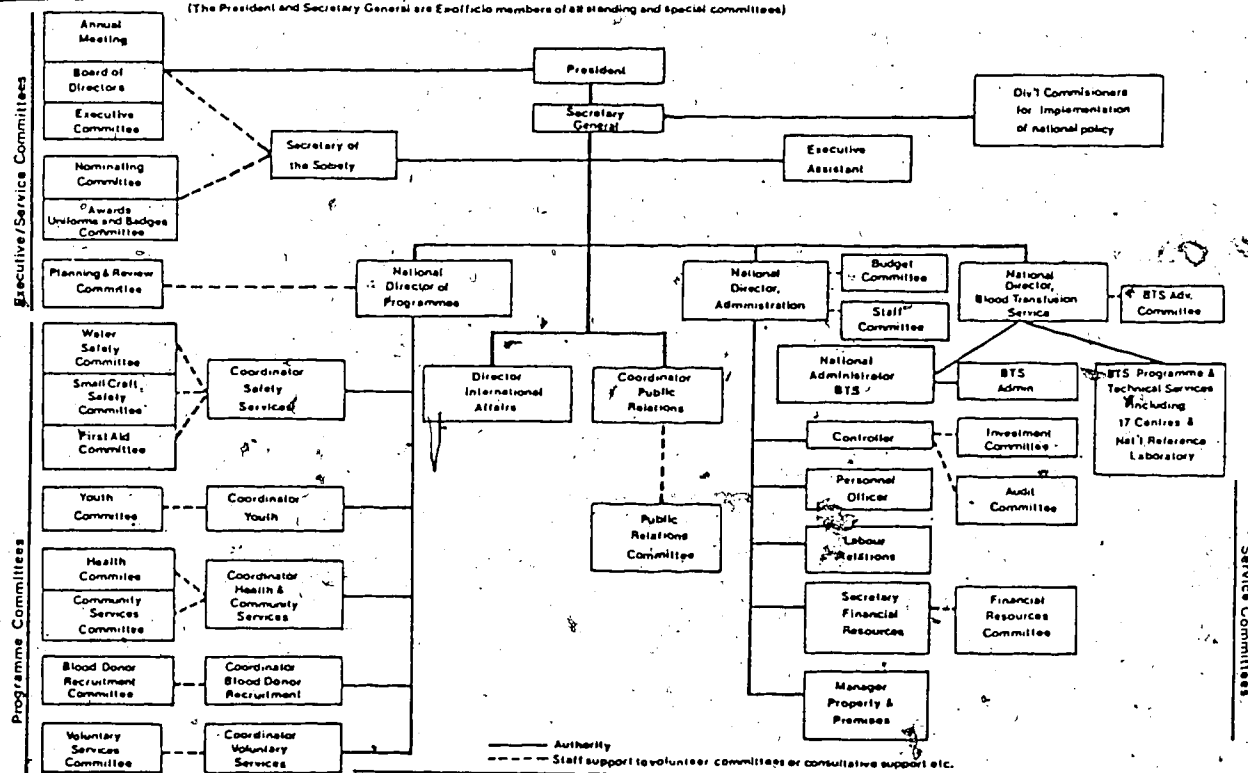 (The President and Secretary General are Exofficio members of all standing and special committees)
Annual
Meeting
Board of
Directors
Executive
Committee
Nominating
Committee
Awards
Uniforms and Badges
Committee
Planning & Review
Committee
Executive/Service Committees
President
Secretary
General
Div'l Commisioners
for Implementation
of national policy
Secretary of
the Society
Executive
Assistant
National
Director of
Programmes
National
Director,
Administration
Budget
Committee
Staff
Committee
National
Director,
Blood Transfusion
Service
BTS Adv.
Committee
Water
Safety
Committee
Small Craft
Safety
Committee
First Aid
Committee
Coordinator
Safety
Services
Director
International
Affairs
Coordinator
Public
Relations
Public
Relations
Committee
National
Administrator
BTS
BTS
Admin
BTS Programme &
Technical Services
including
17 Centres &
Nat'l Reference
Laboratory
Controller
Investment
Committee
Audit
Committee
Personnel
Officer
Labour
Relations
Secretary
Financial
Resources
Financial
Resources
Committee
Manager
Property &
Premises
Youth
Committee
Coordinator
Youth
Health
Commitee
Community
Services
Committee
Coordinator
Health &
Community
Services
Blood Donor
Recruitment
Committee
Coordinator
Blood Donor
Recruitment
Voluntary
Services
Committee
Coordinator
Voluntary
Services
Programme Committees
Service Committees
Authority
Staff support to volunteer committees or consultative support etc.